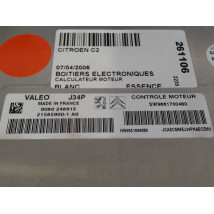 CITROEN C2
07/04/2006
BOITIERS ELECTRONIQUES
CALCULATEUR MOTEUR
BLANC ESSENCE
261106
VALEO J34P
MADE IN FRANCE
21585900-1 A0
CONTROLE MOTEUR
SW9661700480